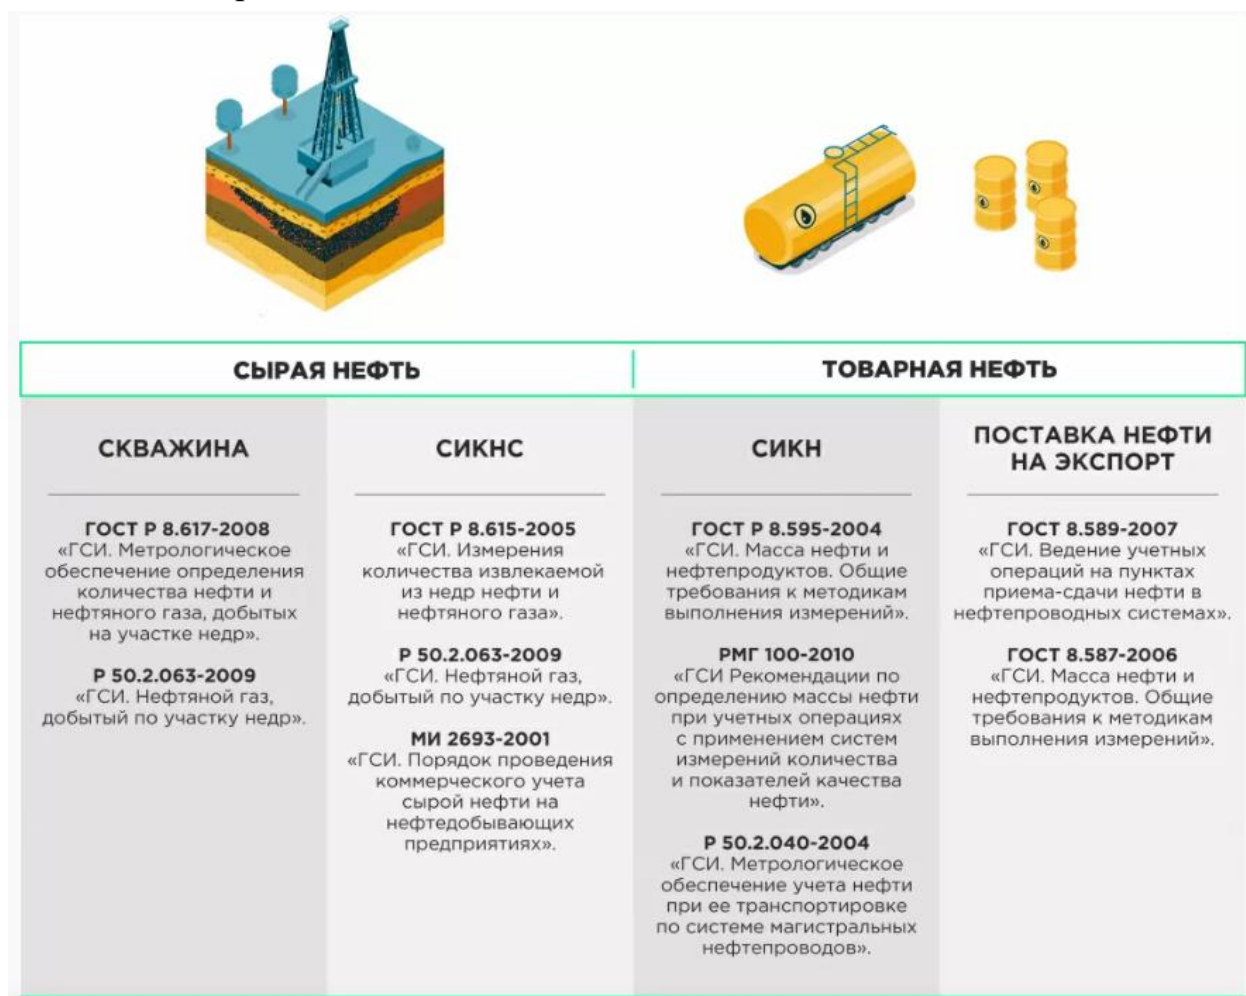 СЫРАЯ НЕФТЬ
ТОВАРНАЯ НЕФТЬ
СКВАЖИНА
ГОСТ Р 8.617-2008
«ГСИ. Метрологическое
обеспечение определения
количества нефти и
нефтяного газа, добытых
на участке недр».
Р 50.2.063-2009
«ГСИ. Нефтяной газ,
добытый по участку недр».
СИКНС
ГОСТ Р 8.615-2005
«ГСИ. Измерения
количества извлекаемой
из недр нефти и
нефтяного газа».
Р 50.2.063-2009
«ГСИ. Нефтяной газ,
добытый по участку недр».
МИ 2693-2001
«ГСИ. Порядок проведения
коммерческого учета
сырой нефти на
нефтедобывающих
предприятиях».
СИКН
ГОСТ Р 8.595-2004
«ГСИ. Масса нефти и
нефтепродуктов. Общие
требования к методикам
выполнения измерений».
РМГ 100-2010
«ГСИ Рекомендации по
определению массы нефти
при учетных операциях
с применением систем
измерений количества
и показателей качества
нефти».
Р 50.2.040-2004
«ГСИ. Метрологическое
обеспечение учета нефти
при ее транспортировке
по системе магистральных
нефтепроводов».
ПОСТАВКА НЕФТИ
НА ЭКСПОРТ
ГОСТ 8.589-2007
«ГСИ. Ведение учетных
операций на пунктах
приема-сдачи нефти в
нефтепроводных системах».
ГОСТ 8.587-2006
«ГСИ. Масса нефти и
нефтепродуктов. Общие
требования к методикам
выполнения измерений».